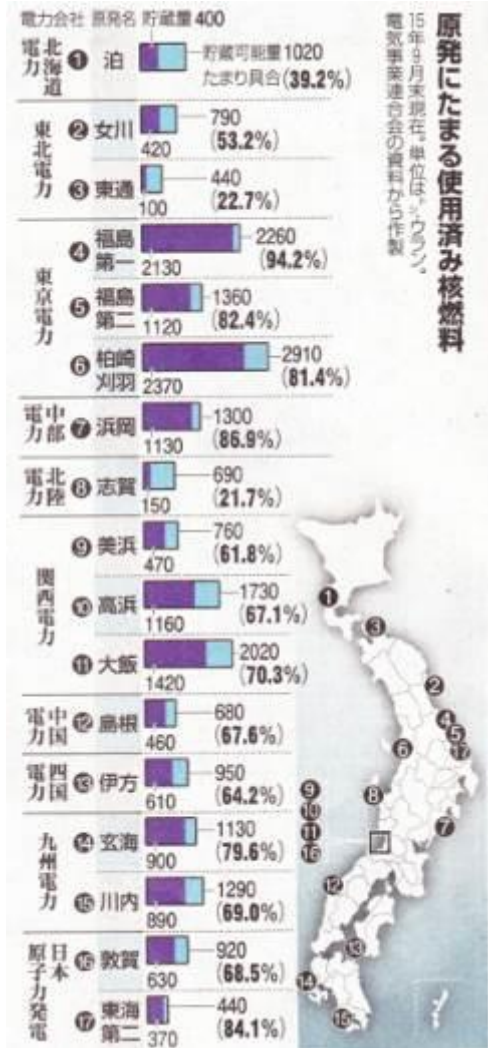 原発にたまる使用済み核燃料
15年9月末現在。単位は㌧ウラン。
電気事業連合会の資料から作製
電力会社 原発名 貯蔵量 400
北海道電力 ❶ 泊 貯蔵可能量 1020
たまり具合(39.2%)
東北電力
❷ 女川 790
420 (53.2%)
❸ 東通 440
100 (22.7%)
東京電力
❹ 福島第一 2260
2130 (94.2%)
❺ 福島第二 1360
1120 (82.4%)
❻ 柏崎刈羽 2910
2370 (81.4%)
中部電力 ❼ 浜岡 1300
1130 (86.9%)
北陸電力 ❽ 志賀 690
150 (21.7%)
関西電力
❾ 美浜 760
470 (61.8%)
❿ 高浜 1730
1160 (67.1%)
⓫ 大飯 2020
1420 (70.3%)
中国電力 ⓬ 島根 680
460 (67.6%)
四国電力 ⓭ 伊方 950
610 (64.2%)
九州電力
⓮ 玄海 1130
900 (79.6%)
⓯ 川内 1290
890 (69.0%)
日本原子力発電
⓰ 敦賀 920
630 (68.5%)
⓱ 東海第二 440
370 (84.1%)
❶
❸
❷
❹
❺
⓱
❻
❾
❿
⓫
⓰
❽
❼
⓬
⓭
⓮
⓯